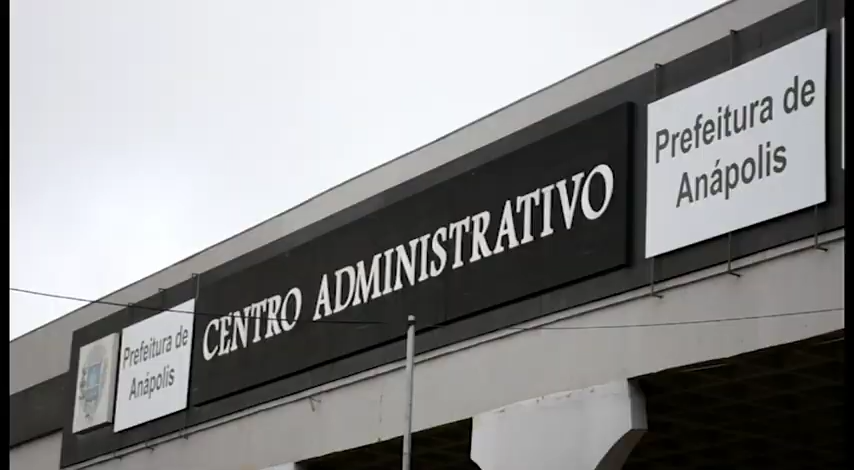 Prefeitura de
Anápolis
CENTRO ADMINISTRATIVO
Prefeitura de
Anápolis